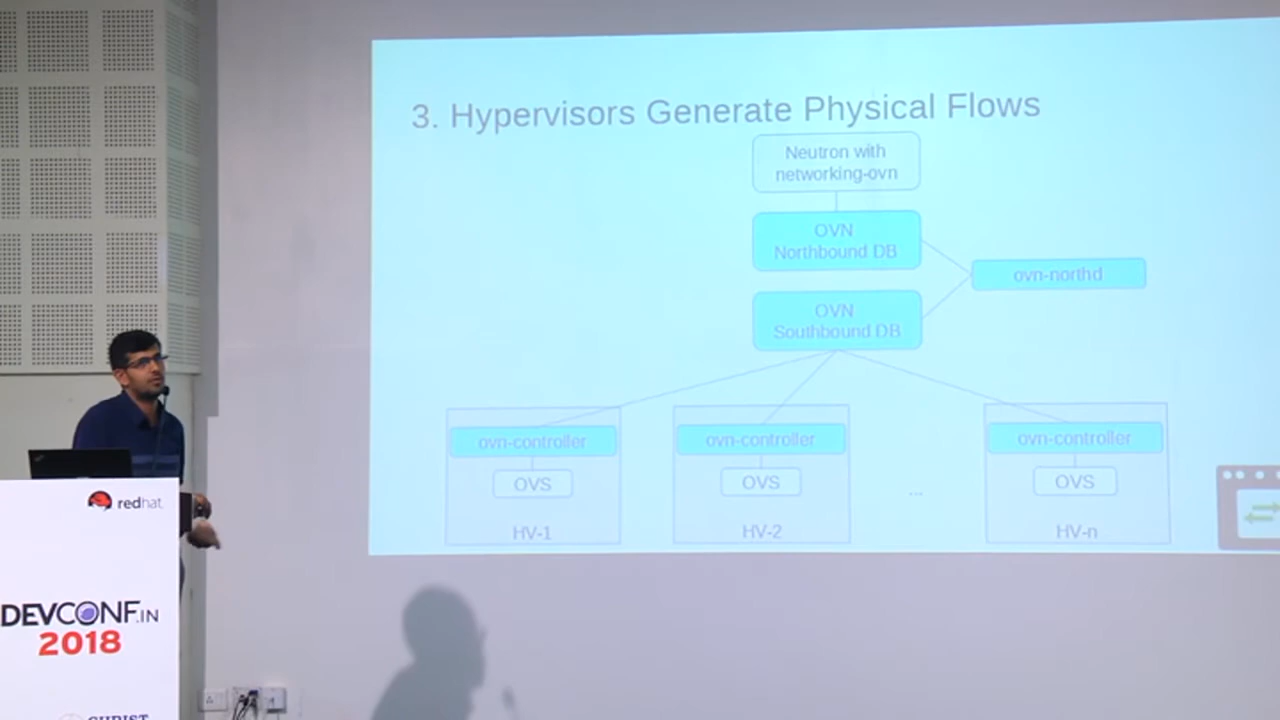 3. Hypervisors Generate Physical Flows
Neutron with
networking-ovn
OVN
Northbound DB
ovn-northd
OVN
Southbound DB
ovn-controller
OVS
HV-1
ovn-controller
OVS
HV-2
...
ovn-controller
OVS
HV-n
redhat
DEVCONF.IN
2018
CHRIST